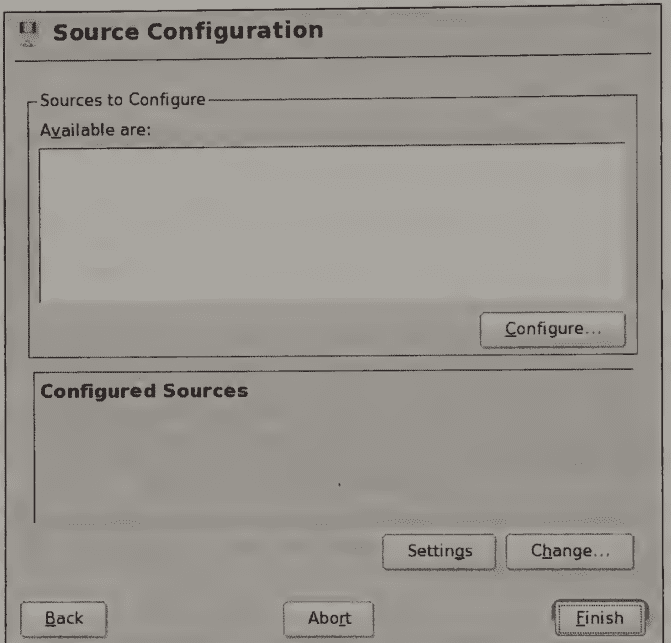 Source Configuration
Sources to Configure
Available are:
Configure...
Configured Sources
Settings
Change...
Back
Abort
Finish